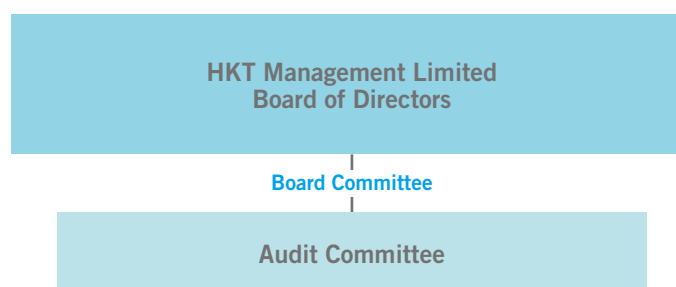 HKT Management Limited
Board of Directors
Board Committee
Audit Committee